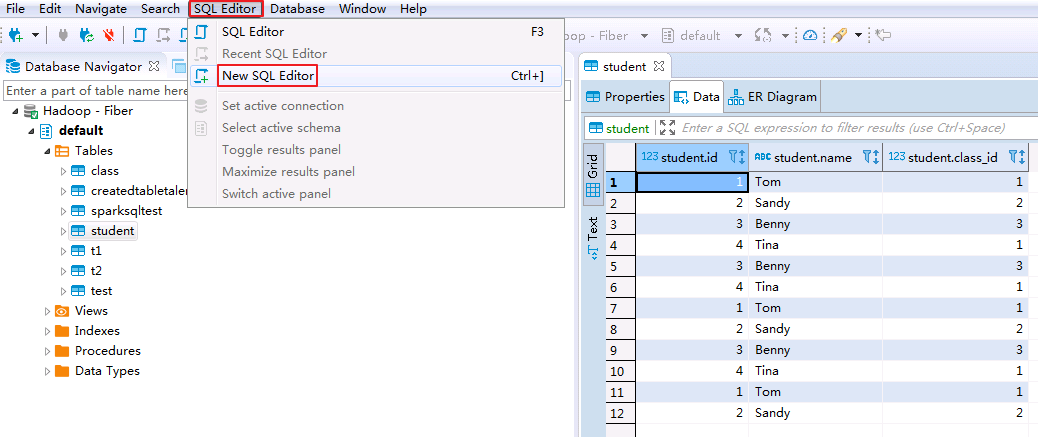 File Edit Navigate Search SQL Editor Database Window Help
oop - Fiber default
Database Navigator
Enter a part of table name here
Hadoop - Fiber
default
Tables
class
createdtabletaler
sparksqltest
student
t1
t2
test
Views
Indexes
Procedures
Data Types
SQL Editor F3
Recent SQL Editor
New SQL Editor Ctrl+]
Set active connection
Select active schema
Toggle results panel
Maximize results panel
Switch active panel
student
Properties Data ER Diagram
student Enter a SQL expression to filter results (use Ctrl+Space)
Grid
Text
123 student.id ABC student.name 123 student.class_id
1 1 Tom 1
2 2 Sandy 2
3 3 Benny 3
4 4 Tina 1
5 3 Benny 3
6 4 Tina 1
7 1 Tom 1
8 2 Sandy 2
9 3 Benny 3
10 4 Tina 1
11 1 Tom 1
12 2 Sandy 2